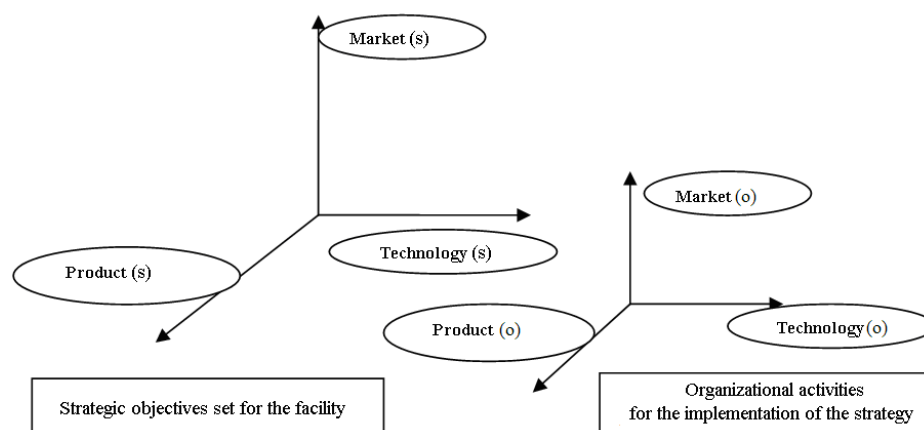 Market (s)
Technology (s)
Product (s)
Strategic objectives set for the facility
Market (o)
Technology (o)
Product (o)
Organizational activities
for the implementation of the strategy